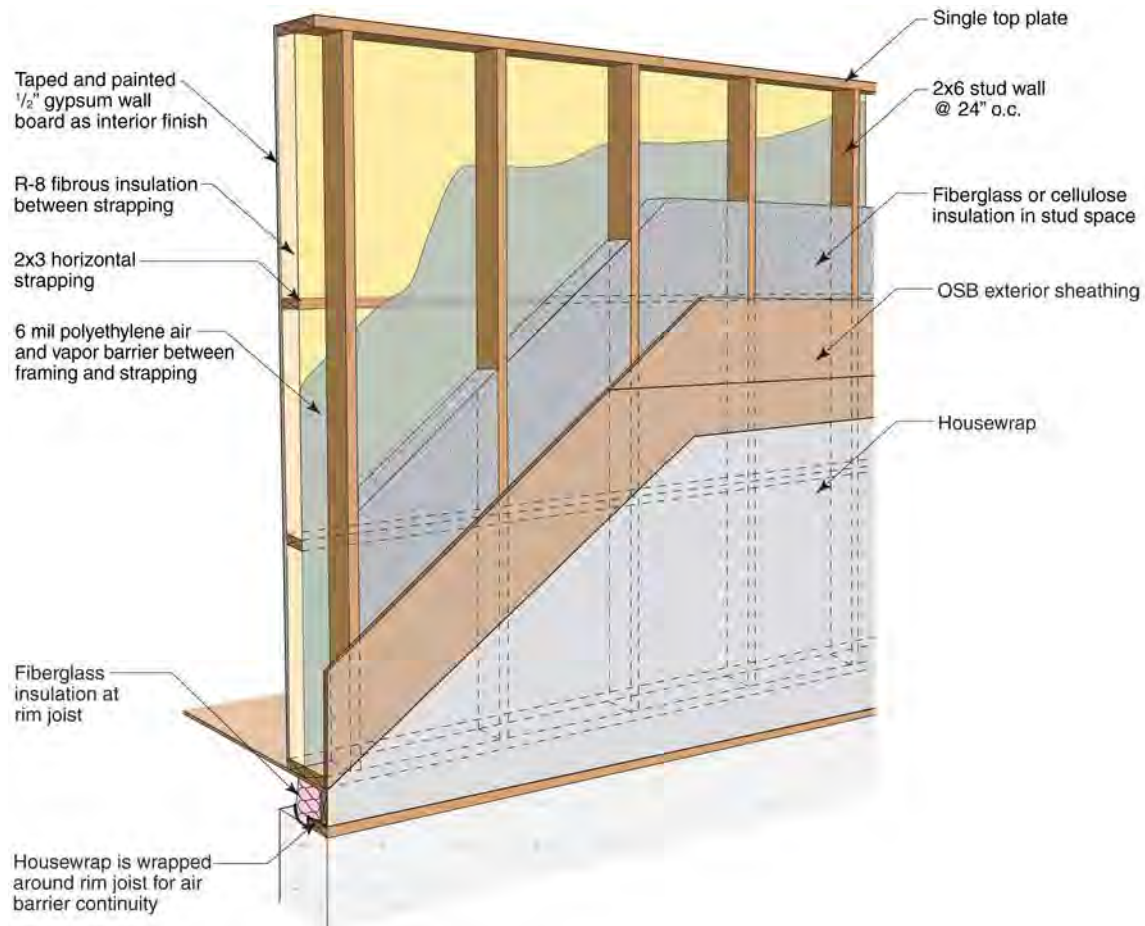 Taped and painted
1/2" gypsum wall
board as interior finish
R-8 fibrous insulation
between strapping
2x3 horizontal
strapping
6 mil polyethylene air
and vapor barrier between
framing and strapping
Fiberglass
insulation at
rim joist
Housewrap is wrapped
around rim joist for air
barrier continuity
Single top plate
2x6 stud wall
@ 24" o.c.
Fiberglass or cellulose
insulation in stud space
OSB exterior sheathing
Housewrap